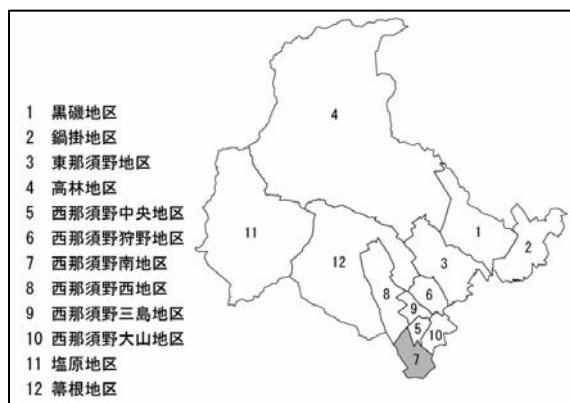 1 黒磯地区
2 鍋掛地区
3 東那須野地区
4 高林地区
5 西那須野中央地区
6 西那須野狩野地区
7 西那須野南地区
8 西那須野西地区
9 西那須野三島地区
10 西那須野大山地区
11 塩原地区
12 箒根地区
4
1
2
11
3
12
8
6
9
5
10
7